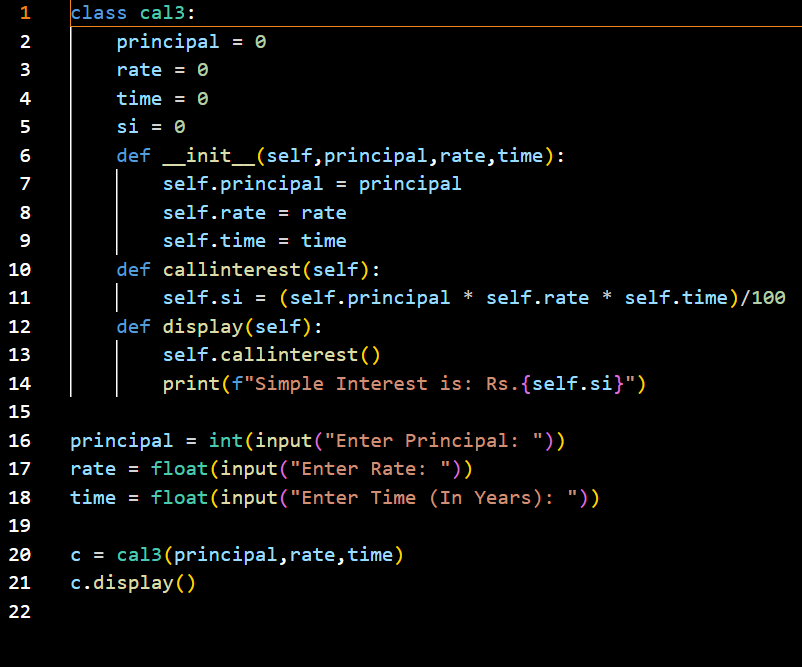 1 class cal3:
2     principal = 0
3     rate = 0
4     time = 0
5     si = 0
6     def __init__(self,principal,rate,time):
7         self.principal = principal
8         self.rate = rate
9         self.time = time
10     def callinterest(self):
11         self.si = (self.principal * self.rate * self.time)/100
12     def display(self):
13         self.callinterest()
14         print(f"Simple Interest is: Rs.{self.si}")
15
16 principal = int(input("Enter Principal: "))
17 rate = float(input("Enter Rate: "))
18 time = float(input("Enter Time (In Years): "))
19
20 c = cal3(principal,rate,time)
21 c.display()
22